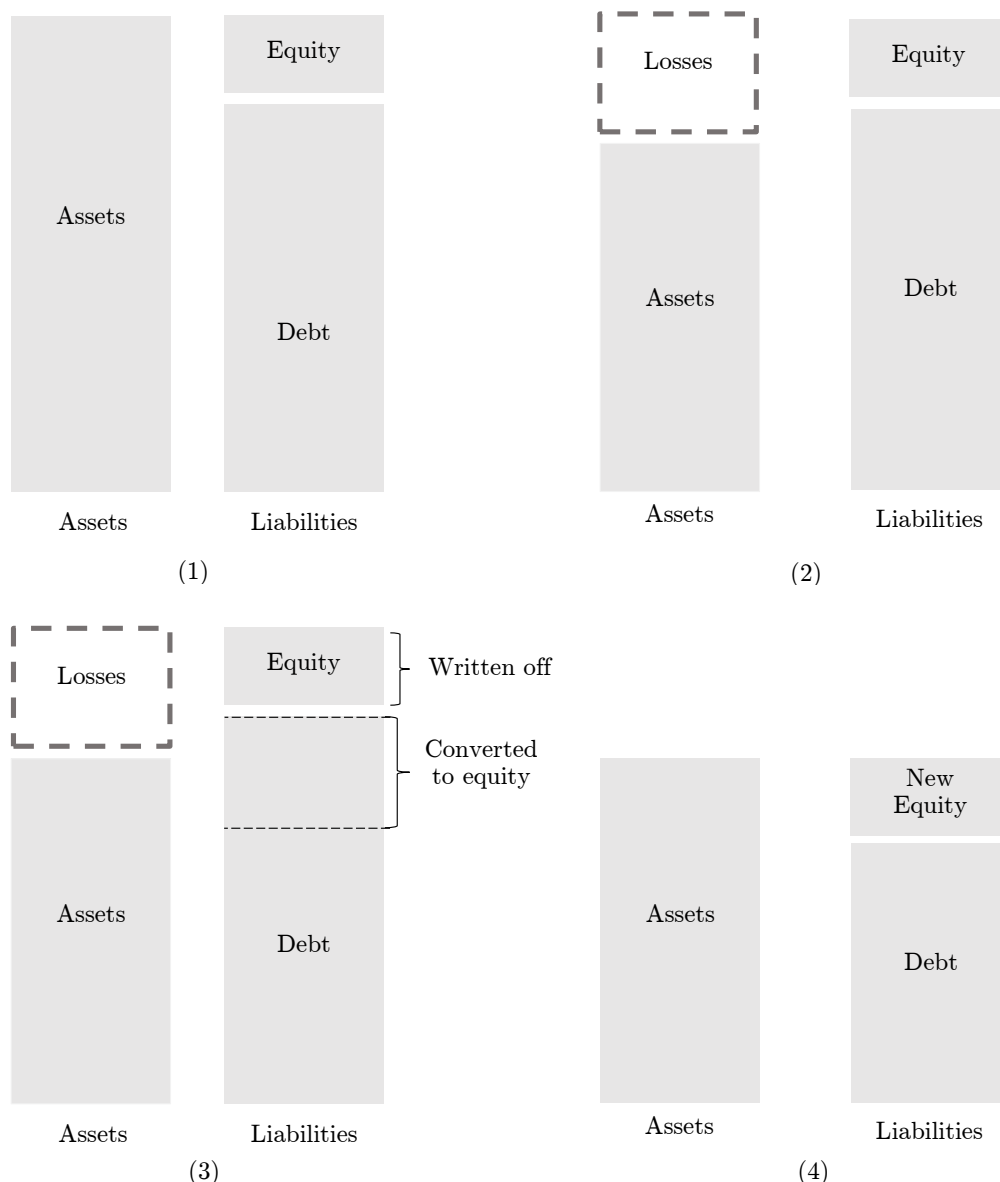 Equity
Assets
Debt
Assets
Liabilities
(1)
Losses
Equity
Assets
Debt
Assets
Liabilities
(2)
Losses
Equity
Written off
Converted
to equity
Assets
Debt
Assets
Liabilities
(3)
New
Equity
Assets
Debt
Assets
Liabilities
(4)